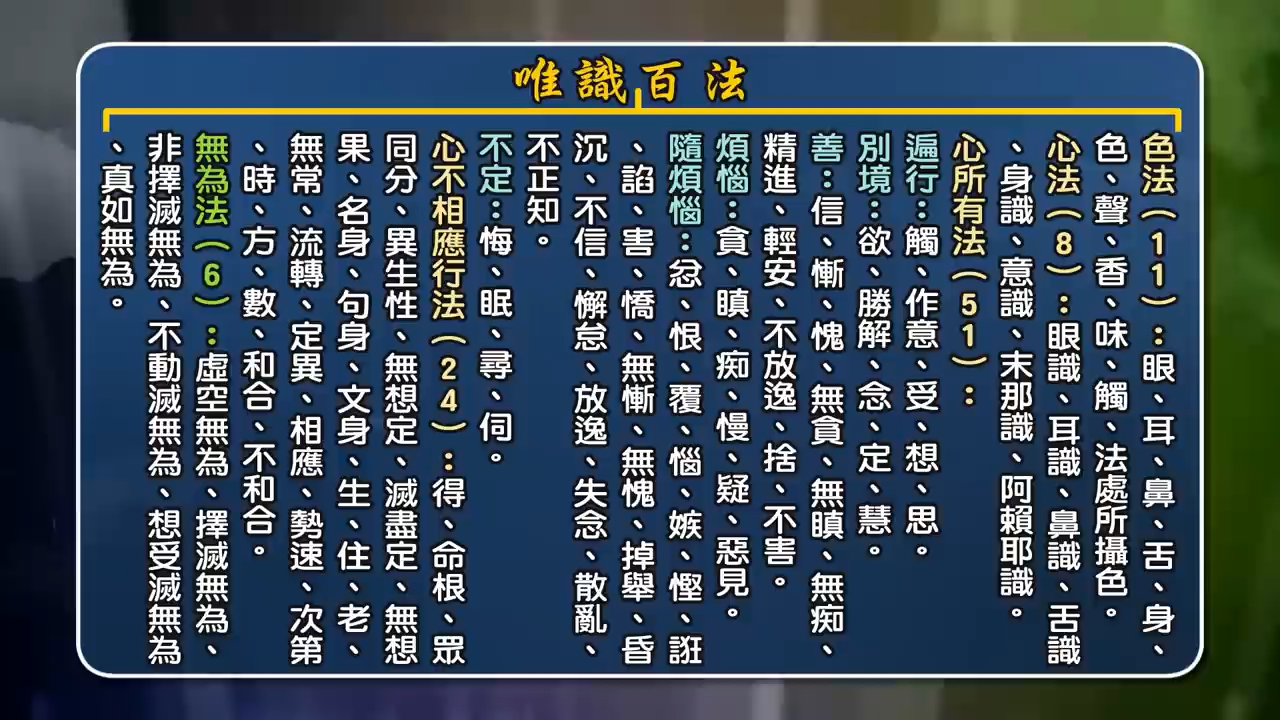 唯識百法
色法（11）：眼、耳、鼻、舌、身、
色、聲、香、味、觸、法處所攝色。
心法（8）：眼識、耳識、鼻識、舌識
、身識、意識、末那識、阿賴耶識。
心所有法（51）：
遍行：觸、作意、受、想、思。
別境：欲、勝解、念、定、慧。
善：信、慚、愧、無貪、無瞋、無痴、
精進、輕安、不放逸、捨、不害。
煩惱：貪、瞋、痴、慢、疑、惡見。
隨煩惱：忿、恨、覆、惱、嫉、慳、誑
、諂、害、憍、無慚、無愧、掉舉、昏
沉、不信、懈怠、放逸、失念、散亂、
不正知。
不定：悔、眠、尋、伺。
心不相應行法（24）：得、命根、眾
同分、異生性、無想定、滅盡定、無想
果、名身、句身、文身、生、住、老、
無常、流轉、定異、相應、勢速、次第
、時、方、數、和合、不和合。
無為法（6）：虛空無為、擇滅無為、
非擇滅無為、不動滅無為、想受滅無為
、真如無為。